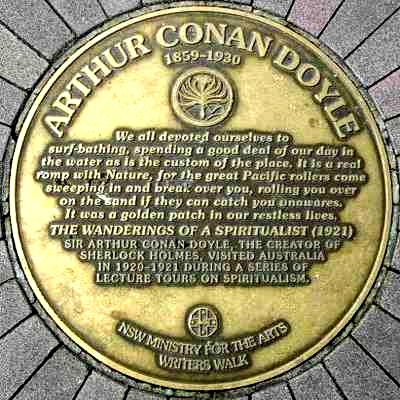 ARTHUR CONAN DOYLE
1859–1930
We all devoted ourselves to
surf-bathing, spending a good deal of our day in
the water as is the custom of the place. It is a real
romp with Nature, for the great Pacific rollers come
sweeping in and break over you, rolling you over
on the sand if they can catch you unawares.
It was a golden patch in our restless lives.
THE WANDERINGS OF A SPIRITUALIST (1921)
SIR ARTHUR CONAN DOYLE, THE CREATOR OF
SHERLOCK HOLMES, VISITED AUSTRALIA
IN 1920–1921 DURING A SERIES OF
LECTURE TOURS ON SPIRITUALISM.
NSW MINISTRY FOR THE ARTS
WRITERS WALK